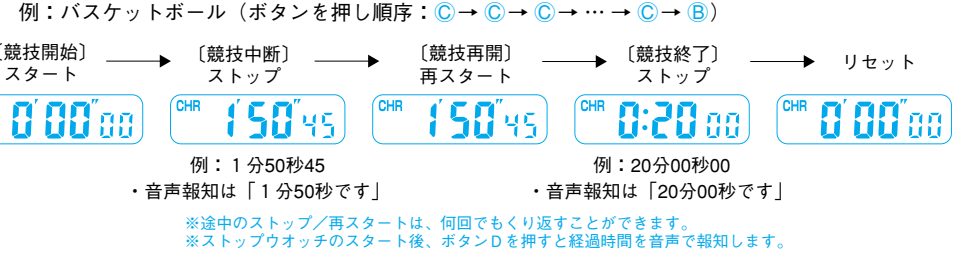 例：バスケットボール（ボタンを押し順序：Ⓒ→Ⓒ→Ⓒ→…→Ⓒ→Ⓑ）
〔競技開始〕 〔競技中断〕 〔競技再開〕 〔競技終了〕
スタート ストップ 再スタート ストップ リセット
0'00"00 CHR 1'50"45 CHR 1'50"45 CHR 0:20 00 CHR 0'00"00
例：1分50秒45 例：20分00秒00
・音声報知は「1分50秒です」 ・音声報知は「20分00秒です」
※途中のストップ／再スタートは、何回でもくり返すことができます。
※ストップウオッチのスタート後、ボタンDを押すと経過時間を音声で報知します。